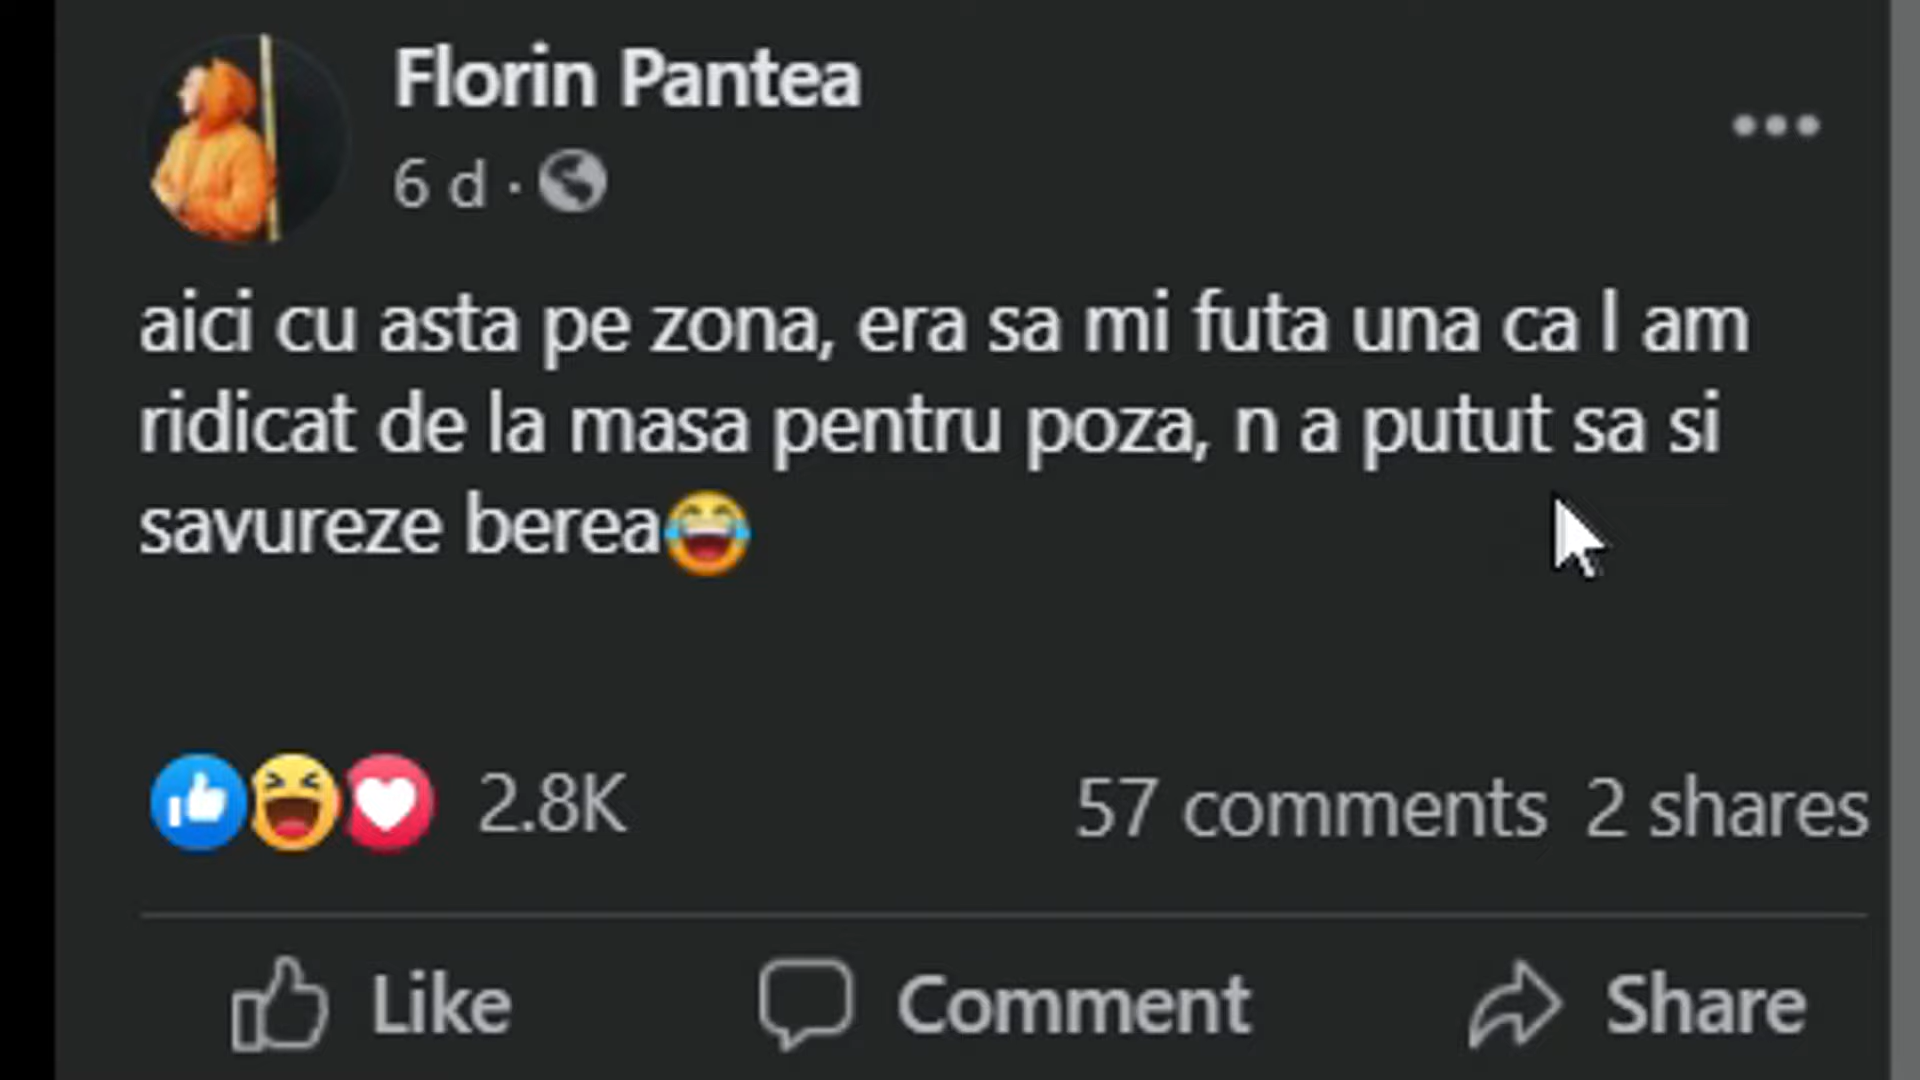 Florin Pantea
6 d ·
aici cu asta pe zona, era sa mi futa una ca l am
ridicat de la masa pentru poza, n a putut sa si
savureze berea😂
2.8K
57 comments 2 shares
Like Comment Share